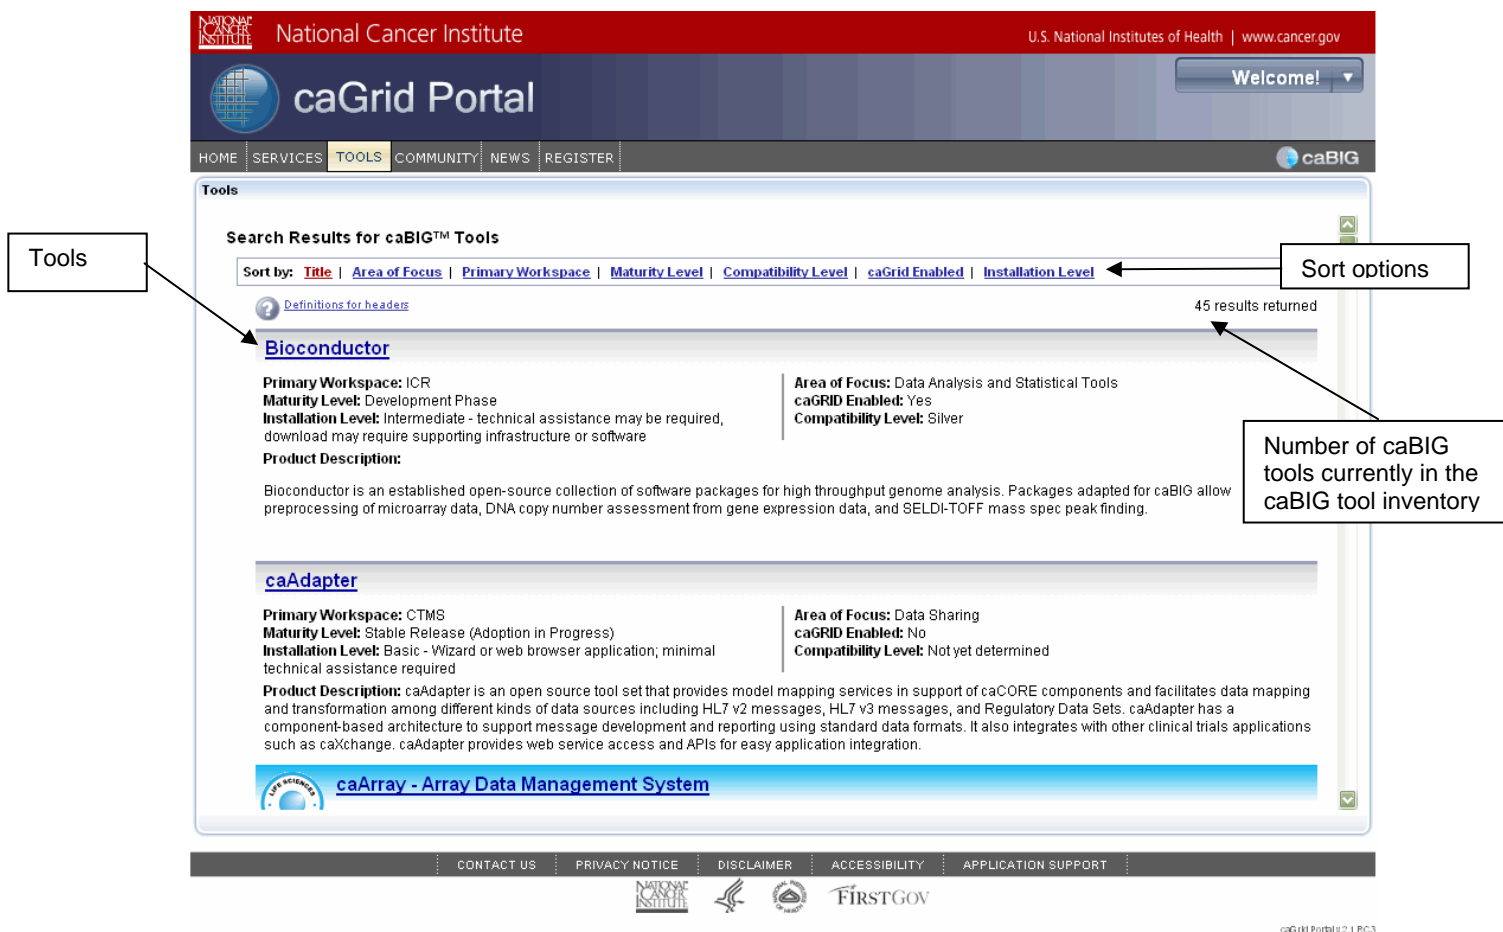 NATIONAL
CANCER
INSTITUTE
National Cancer Institute
U.S. National Institutes of Health | www.cancer.gov
caGrid Portal
Welcome!
HOME SERVICES TOOLS COMMUNITY NEWS REGISTER
caBIG
Tools
Search Results for caBIG™ Tools
Tools
Sort by: Title | Area of Focus | Primary Workspace | Maturity Level | Compatibility Level | caGrid Enabled | Installation Level
Sort options
? Definitions for headers
45 results returned
Bioconductor
Primary Workspace: ICR
Maturity Level: Development Phase
Installation Level: Intermediate - technical assistance may be required,
download may require supporting infrastructure or software
Area of Focus: Data Analysis and Statistical Tools
caGRID Enabled: Yes
Compatibility Level: Silver
Number of caBIG
tools currently in the
caBIG tool inventory
Product Description:
Bioconductor is an established open-source collection of software packages for high throughput genome analysis. Packages adapted for caBIG allow
preprocessing of microarray data, DNA copy number assessment from gene expression data, and SELDI-TOFF mass spec peak finding.
caAdapter
Primary Workspace: CTMS
Maturity Level: Stable Release (Adoption in Progress)
Installation Level: Basic - Wizard or web browser application; minimal
technical assistance required
Area of Focus: Data Sharing
caGRID Enabled: No
Compatibility Level: Not yet determined
Product Description: caAdapter is an open source tool set that provides model mapping services in support of caCORE components and facilitates data mapping
and transformation among different kinds of data sources including HL7 v2 messages, HL7 v3 messages, and Regulatory Data Sets. caAdapter has a
component-based architecture to support message development and reporting using standard data formats. It also integrates with other clinical trials applications
such as caXchange. caAdapter provides web service access and APIs for easy application integration.
LIFE SCIENCES
caArray - Array Data Management System
CONTACT US PRIVACY NOTICE DISCLAIMER ACCESSIBILITY APPLICATION SUPPORT
NATIONAL
CANCER
INSTITUTE
FIRSTGOV
caGrid Portal v2.1 RC3